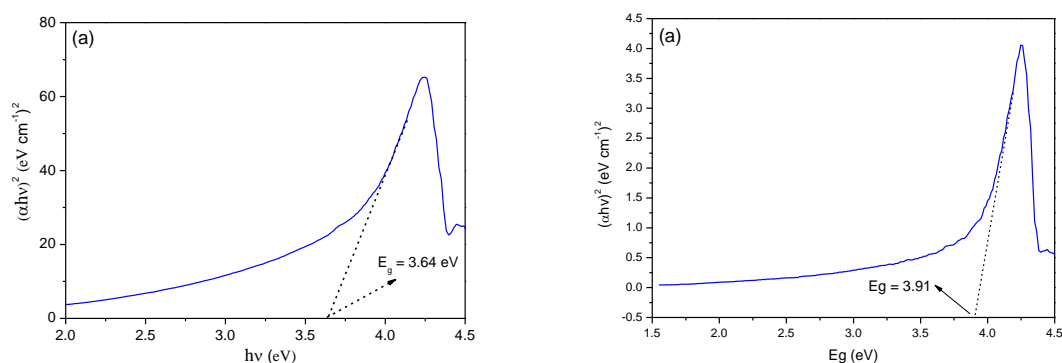 (a)
80
60
40
20
0
(αhν)² (eV cm⁻¹)²
E_g = 3.64 eV
2.0 2.5 3.0 3.5 4.0 4.5
hν (eV)
(a)
4.5
4.0
3.5
3.0
2.5
2.0
1.5
1.0
0.5
0.0
-0.5
(αhν)² (eV cm⁻¹)²
Eg = 3.91
1.5 2.0 2.5 3.0 3.5 4.0 4.5
Eg (eV)